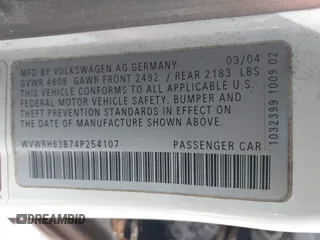 MFD BY VOLKSWAGEN AG GERMANY 03/04
GVWR 4608 GAWR FRONT 2492 / REAR 2183 LBS
THIS VEHICLE CONFORMS TO ALL APPLICABLE U.S.
FEDERAL MOTOR VEHICLE SAFETY, BUMPER AND
THEFT PREVENTION STANDARDS IN EFFECT ON
THE DATE OF MANUFACTURE SHOWN ABOVE.
WVWRH63B74P254107 PASSENGER CAR
1032399 1009 02
DREAMBID